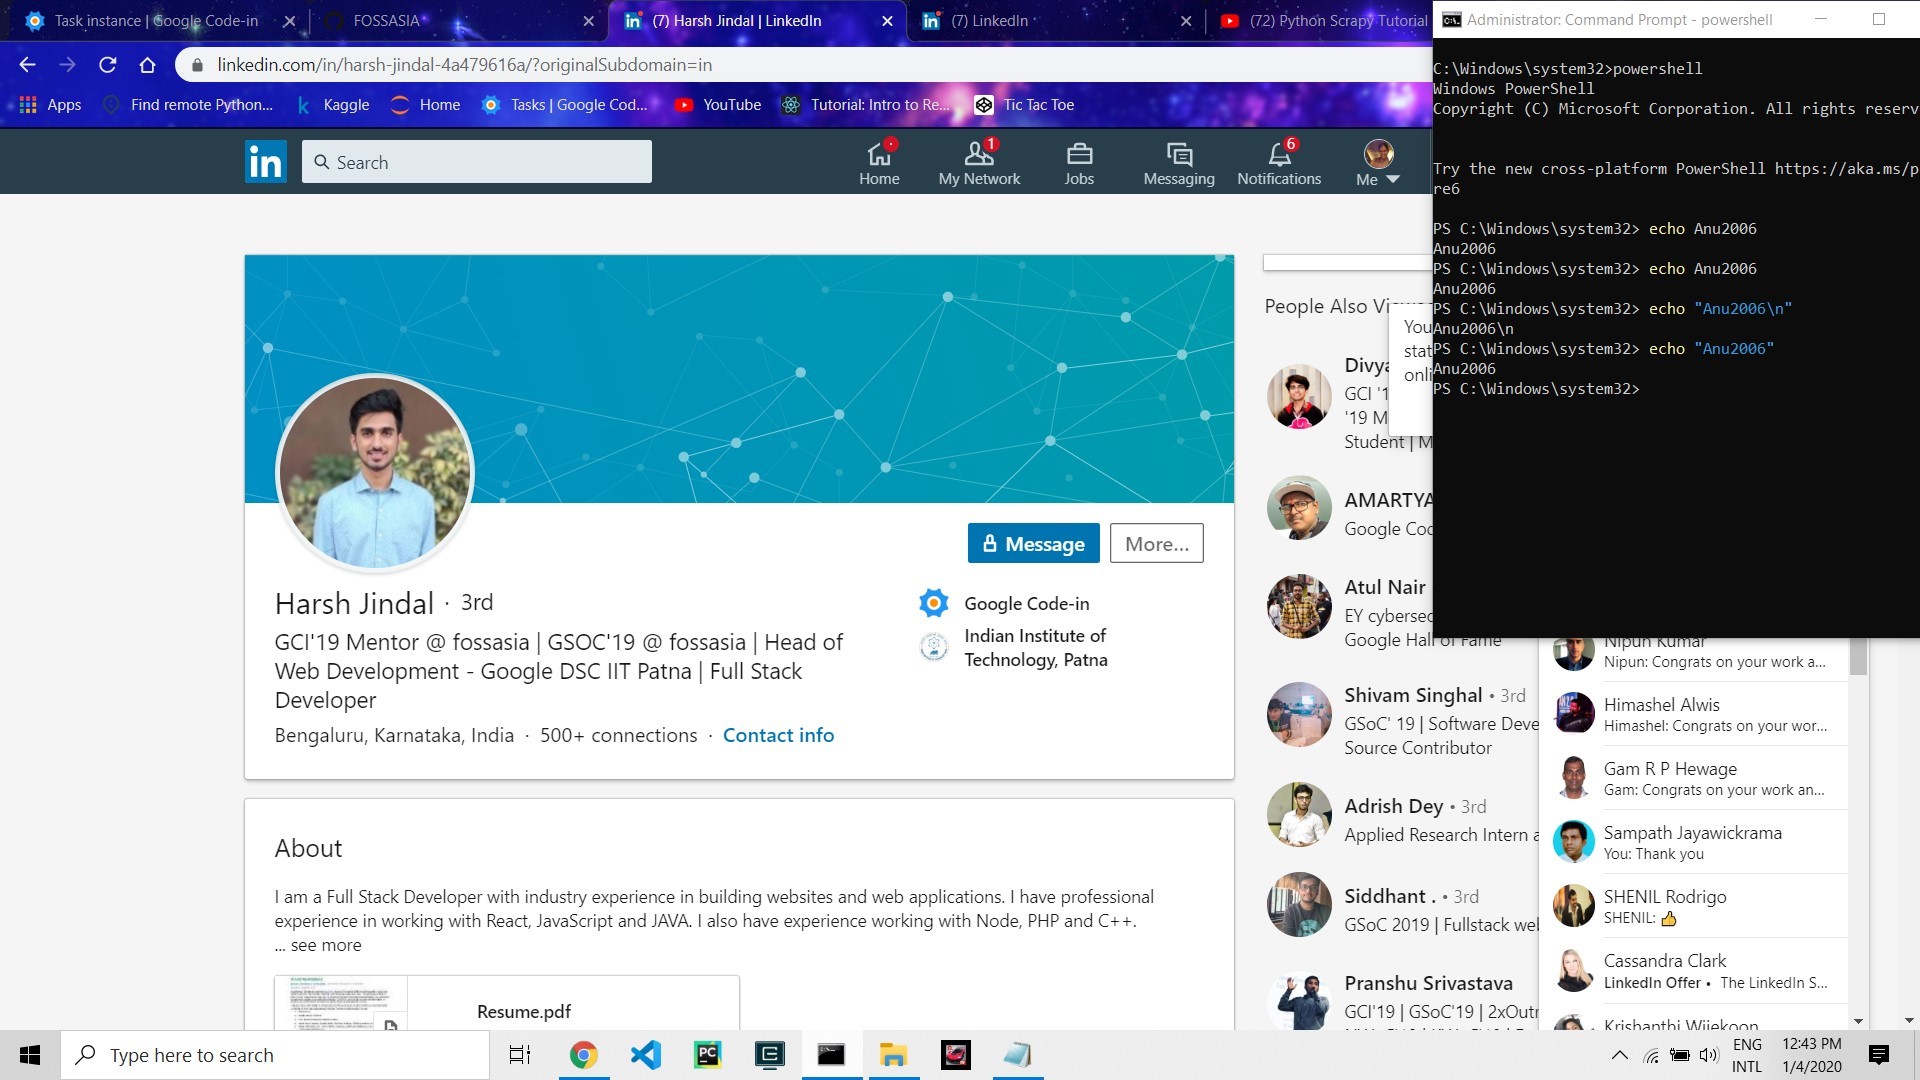 Task instance | Google Code-in
FOSSASIA
(7) Harsh Jindal | LinkedIn
(7) LinkedIn
(72) Python Scrapy Tutorial
linkedin.com/in/harsh-jindal-4a479616a/?originalSubdomain=in
Apps
Find remote Python...
Kaggle
Home
Tasks | Google Cod...
YouTube
Tutorial: Intro to Re...
Tic Tac Toe
in
Search
Home
1
My Network
Jobs
Messaging
6
Notifications
Me
Message
More...
Harsh Jindal · 3rd
GCI'19 Mentor @ fossasia | GSOC'19 @ fossasia | Head of
Web Development - Google DSC IIT Patna | Full Stack
Developer
Bengaluru, Karnataka, India · 500+ connections · Contact info
Google Code-in
Indian Institute of
Technology, Patna
About
I am a Full Stack Developer with industry experience in building websites and web applications. I have professional
experience in working with React, JavaScript and JAVA. I also have experience working with Node, PHP and C++.
... see more
Resume.pdf
People Also
You
stat
onli
GCI '1
'19 M
Student | M
AMARTYA
Google Cod
Atul Nair
EY cybersec
Google Hall of Fame
Shivam Singhal • 3rd
GSoC' 19 | Software Deve
Source Contributor
Adrish Dey • 3rd
Applied Research Intern a
Siddhant . • 3rd
GSoC 2019 | Fullstack wel
Pranshu Srivastava
GCI'19 | GSoC'19 | 2xOutr
Administrator: Command Prompt - powershell
C:\Windows\system32>powershell
Windows PowerShell
Copyright (C) Microsoft Corporation. All rights reserv
Try the new cross-platform PowerShell https://aka.ms/p
re6
PS C:\Windows\system32> echo Anu2006
Anu2006
PS C:\Windows\system32> echo Anu2006
Anu2006
PS C:\Windows\system32> echo "Anu2006\n"
Anu2006\n
PS C:\Windows\system32> echo "Anu2006"
Anu2006
PS C:\Windows\system32>
Nipun Kumar
Nipun: Congrats on your work a...
Himashel Alwis
Himashel: Congrats on your wor...
Gam R P Hewage
Gam: Congrats on your work an...
Sampath Jayawickrama
You: Thank you
SHENIL Rodrigo
SHENIL: 👍
Cassandra Clark
LinkedIn Offer • The LinkedIn S...
Krishanthi Wijekoon
Type here to search
PC
ENG
INTL
12:43 PM
1/4/2020